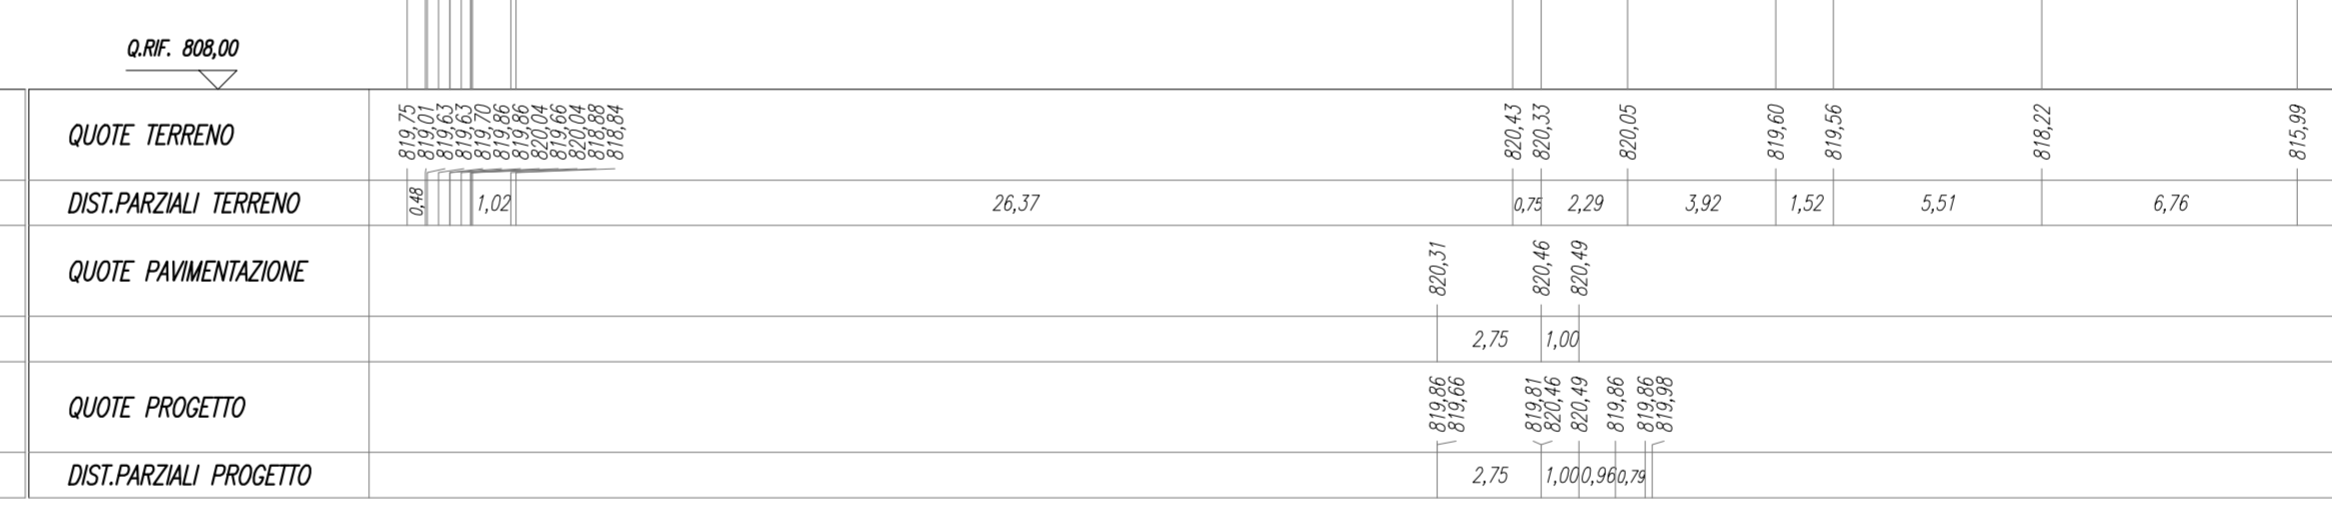 Q.RIF. 808,00
QUOTE TERRENO 819,75 819,01 819,63 819,63 819,70 819,86 819,86 820,04 819,66 820,04 818,88 818,84 820,43 820,33 820,05 819,60 819,56 818,22 815,99
DIST.PARZIALI TERRENO 0,48 1,02 26,37 0,75 2,29 3,92 1,52 5,51 6,76
QUOTE PAVIMENTAZIONE 820,31 820,46 820,49
2,75 1,00
QUOTE PROGETTO 819,86 819,66 819,81 820,46 820,49 819,86 819,86 819,98
DIST.PARZIALI PROGETTO 2,75 1,00 0,96 0,79